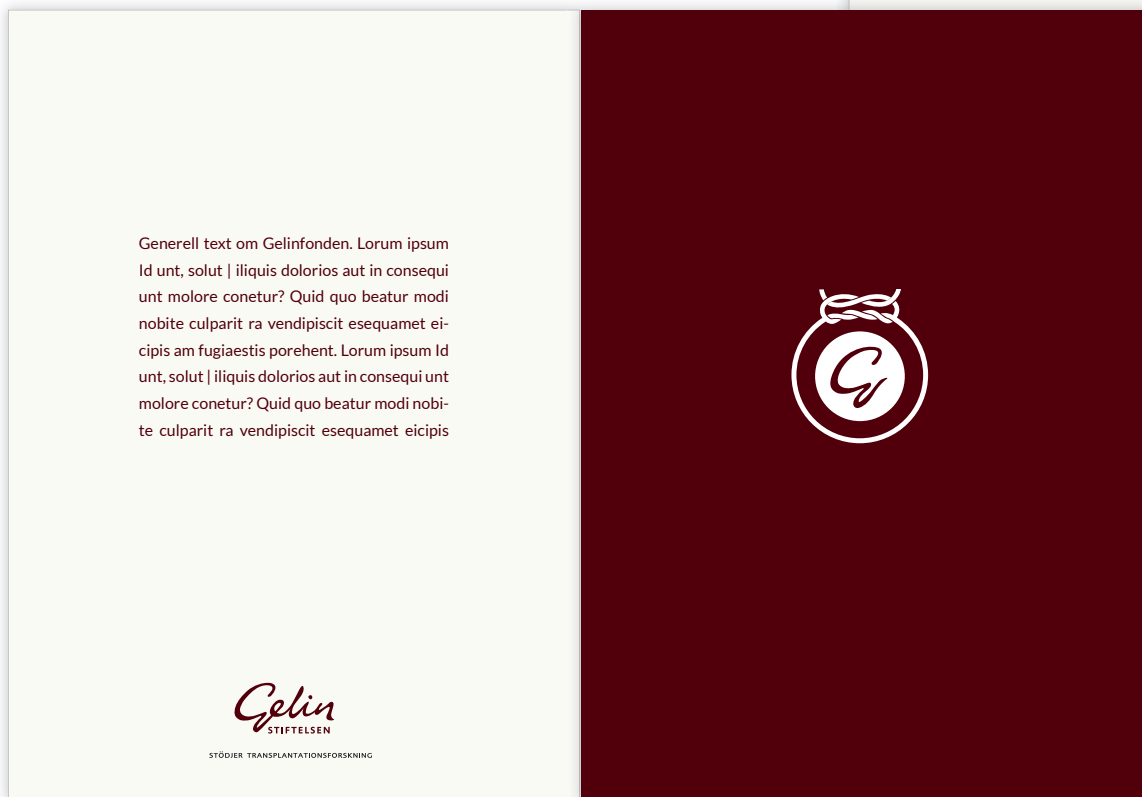 Generell text om Gelinfonden. Lorum ipsum
Id unt, solut | iliquis dolorios aut in consequi
unt molore conetur? Quid quo beatur modi
nobite culparit ra vendipiscit esequamet ei-
cipis am fugiaestis porehent. Lorum ipsum Id
unt, solut | iliquis dolorios aut in consequi unt
molore conetur? Quid quo beatur modi nobi-
te culparit ra vendipiscit esequamet eicipis
Gelin
STIFTELSEN
STÖDJER TRANSPLANTATIONSFORSKNING
G